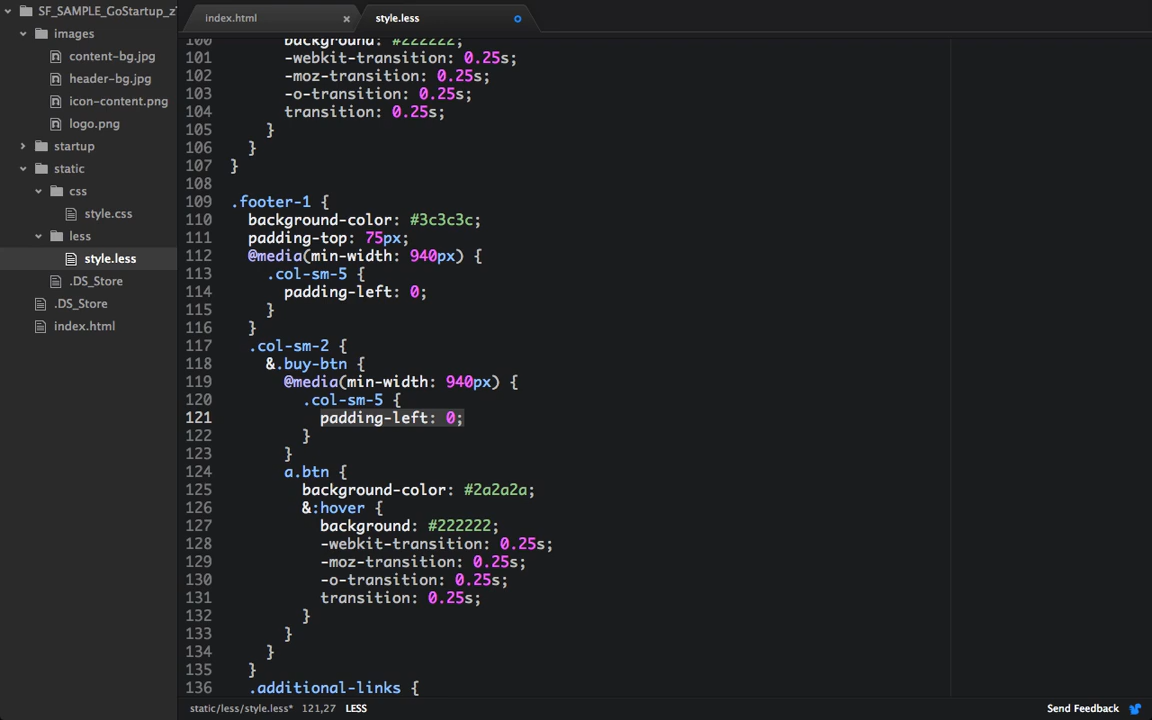 SF_SAMPLE_GoStartup_z
images
content-bg.jpg
header-bg.jpg
icon-content.png
logo.png
startup
static
css
style.css
less
style.less
.DS_Store
.DS_Store
index.html
index.html ×
style.less
100 background: #222222;
101 -webkit-transition: 0.25s;
102 -moz-transition: 0.25s;
103 -o-transition: 0.25s;
104 transition: 0.25s;
105 }
106 }
107 }
108
109 .footer-1 {
110 background-color: #3c3c3c;
111 padding-top: 75px;
112 @media(min-width: 940px) {
113 .col-sm-5 {
114 padding-left: 0;
115 }
116 }
117 .col-sm-2 {
118 &.buy-btn {
119 @media(min-width: 940px) {
120 .col-sm-5 {
121 padding-left: 0;
122 }
123 }
124 a.btn {
125 background-color: #2a2a2a;
126 &:hover {
127 background: #222222;
128 -webkit-transition: 0.25s;
129 -moz-transition: 0.25s;
130 -o-transition: 0.25s;
131 transition: 0.25s;
132 }
133 }
134 }
135 }
136 .additional-links {
static/less/style.less* 121,27 LESS
Send Feedback